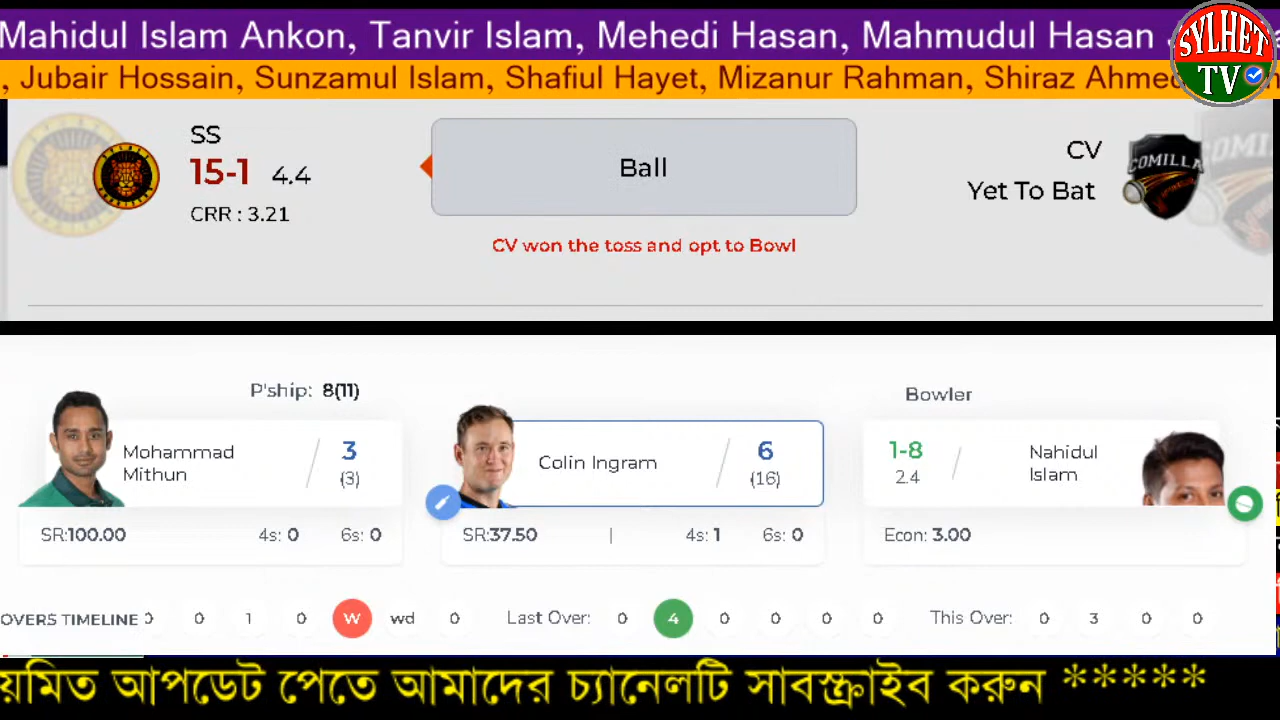 Mahidul Islam Ankon, Tanvir Islam, Mehedi Hasan, Mahmudul Hasan
SYLHET
TV
, Jubair Hossain, Sunzamul Islam, Shafiul Hayet, Mizanur Rahman, Shiraz Ahmed
SS
15-1 4.4
CRR : 3.21
Ball
CV won the toss and opt to Bowl
CV
Yet To Bat
COMILLA
P'ship: 8(11)
Mohammad Mithun
3
(3)
SR:100.00 4s: 0 6s: 0
Colin Ingram
6
(16)
SR:37.50 | 4s: 1 6s: 0
Bowler
1-8
2.4
Nahidul Islam
Econ: 3.00
OVERS TIMELINE 0 0 1 0 W wd 0 Last Over: 0 4 0 0 0 0 This Over: 0 3 0 0
য়মিত আপডেট পেতে আমাদের চ্যানেলটি সাবস্ক্রাইব করুন *****